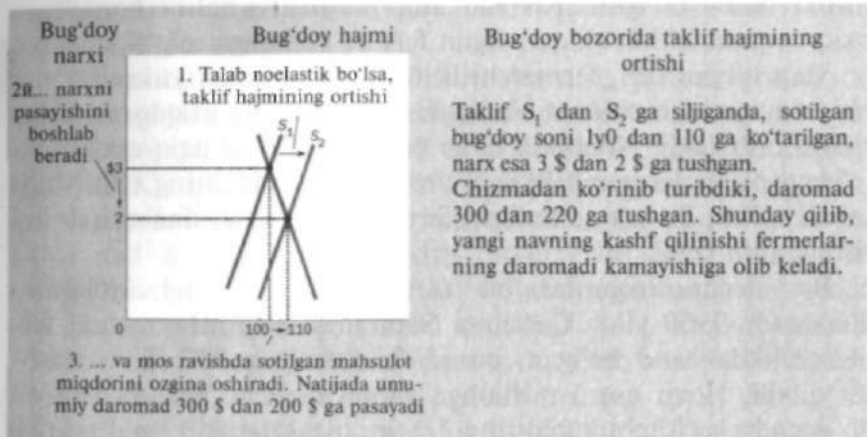 Bug‘doy
narxi
Bug‘doy hajmi
2a.... narxni
pasayishini
boshlab
beradi
1. Talab noelastik bo‘lsa,
taklif hajmining ortishi
S1
S2
$3
2
0
100
110
3. ... va mos ravishda sotilgan mahsulot
miqdorini ozgina oshiradi. Natijada umu-
miy daromad 300 $ dan 200 $ ga pasayadi
Bug‘doy bozorida taklif hajmining
ortishi
Taklif S1 dan S2 ga siljiganda, sotilgan
bug‘doy soni 1y0 dan 110 ga ko‘tarilgan,
narx esa 3 $ dan 2 $ ga tushgan.
Chizmadan ko‘rinib turibdiki, daromad
300 dan 220 ga tushgan. Shunday qilib,
yangi navning kashf qilinishi fermerlar-
ning daromadi kamayishiga olib keladi.